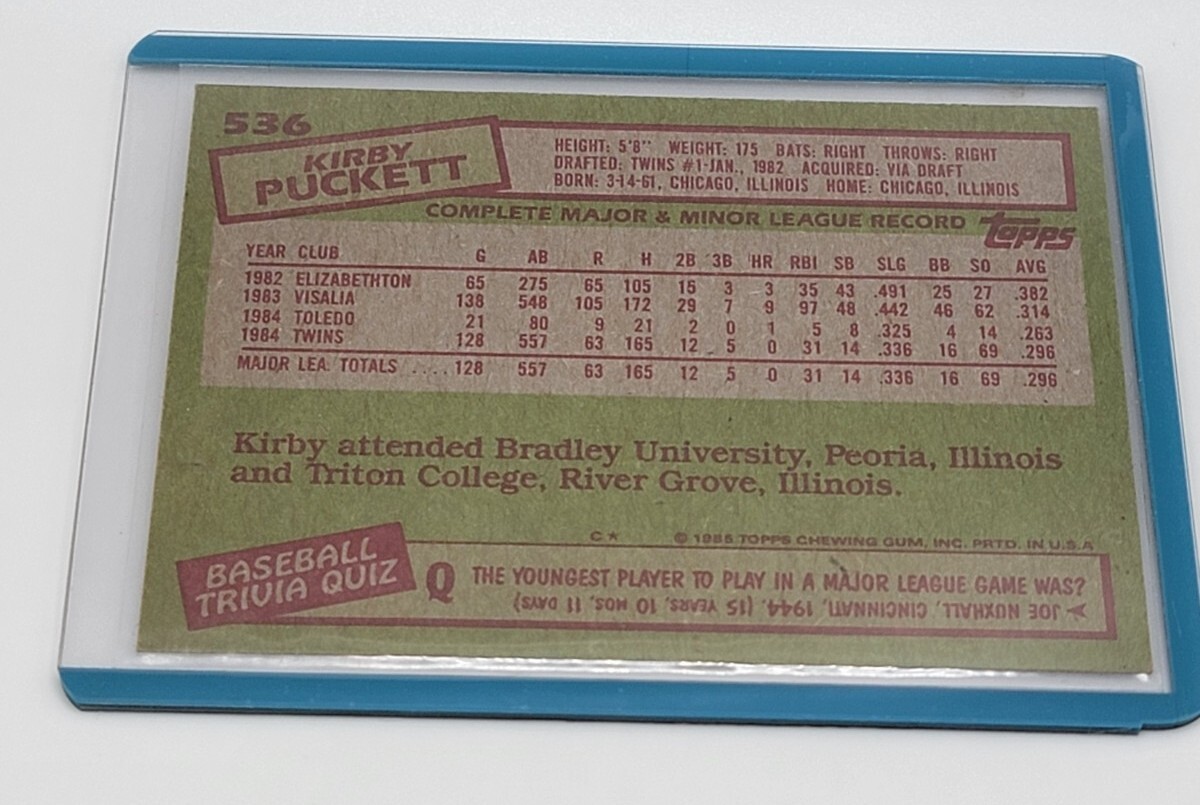 536
KIRBY
PUCKETT
HEIGHT: 5'8" WEIGHT: 175 BATS: RIGHT THROWS: RIGHT
DRAFTED: TWINS #1-JAN., 1982 ACQUIRED: VIA DRAFT
BORN: 3-14-61, CHICAGO, ILLINOIS HOME: CHICAGO, ILLINOIS
COMPLETE MAJOR & MINOR LEAGUE RECORD topps
YEAR CLUB G AB R H 2B 3B HR RBI SB SLG BB SO AVG
1982 ELIZABETHTON 65 275 65 105 15 3 3 35 43 .491 25 27 .382
1983 VISALIA 138 548 105 172 29 7 9 97 48 .442 46 62 .314
1984 TOLEDO 21 80 9 21 2 0 1 5 8 .325 4 14 .263
1984 TWINS 128 557 63 165 12 5 0 31 14 .336 16 69 .296
MAJOR LEA. TOTALS .... 128 557 63 165 12 5 0 31 14 .336 16 69 .296
Kirby attended Bradley University, Peoria, Illinois
and Triton College, River Grove, Illinois.
C* © 1985 TOPPS CHEWING GUM, INC. PRTD. IN U.S.A
BASEBALL
TRIVIA QUIZ
Q THE YOUNGEST PLAYER TO PLAY IN A MAJOR LEAGUE GAME WAS?
JOE NUXHALL, CINCINNATI, 1944. (15 YEARS, 10 MOS., 11 DAYS)